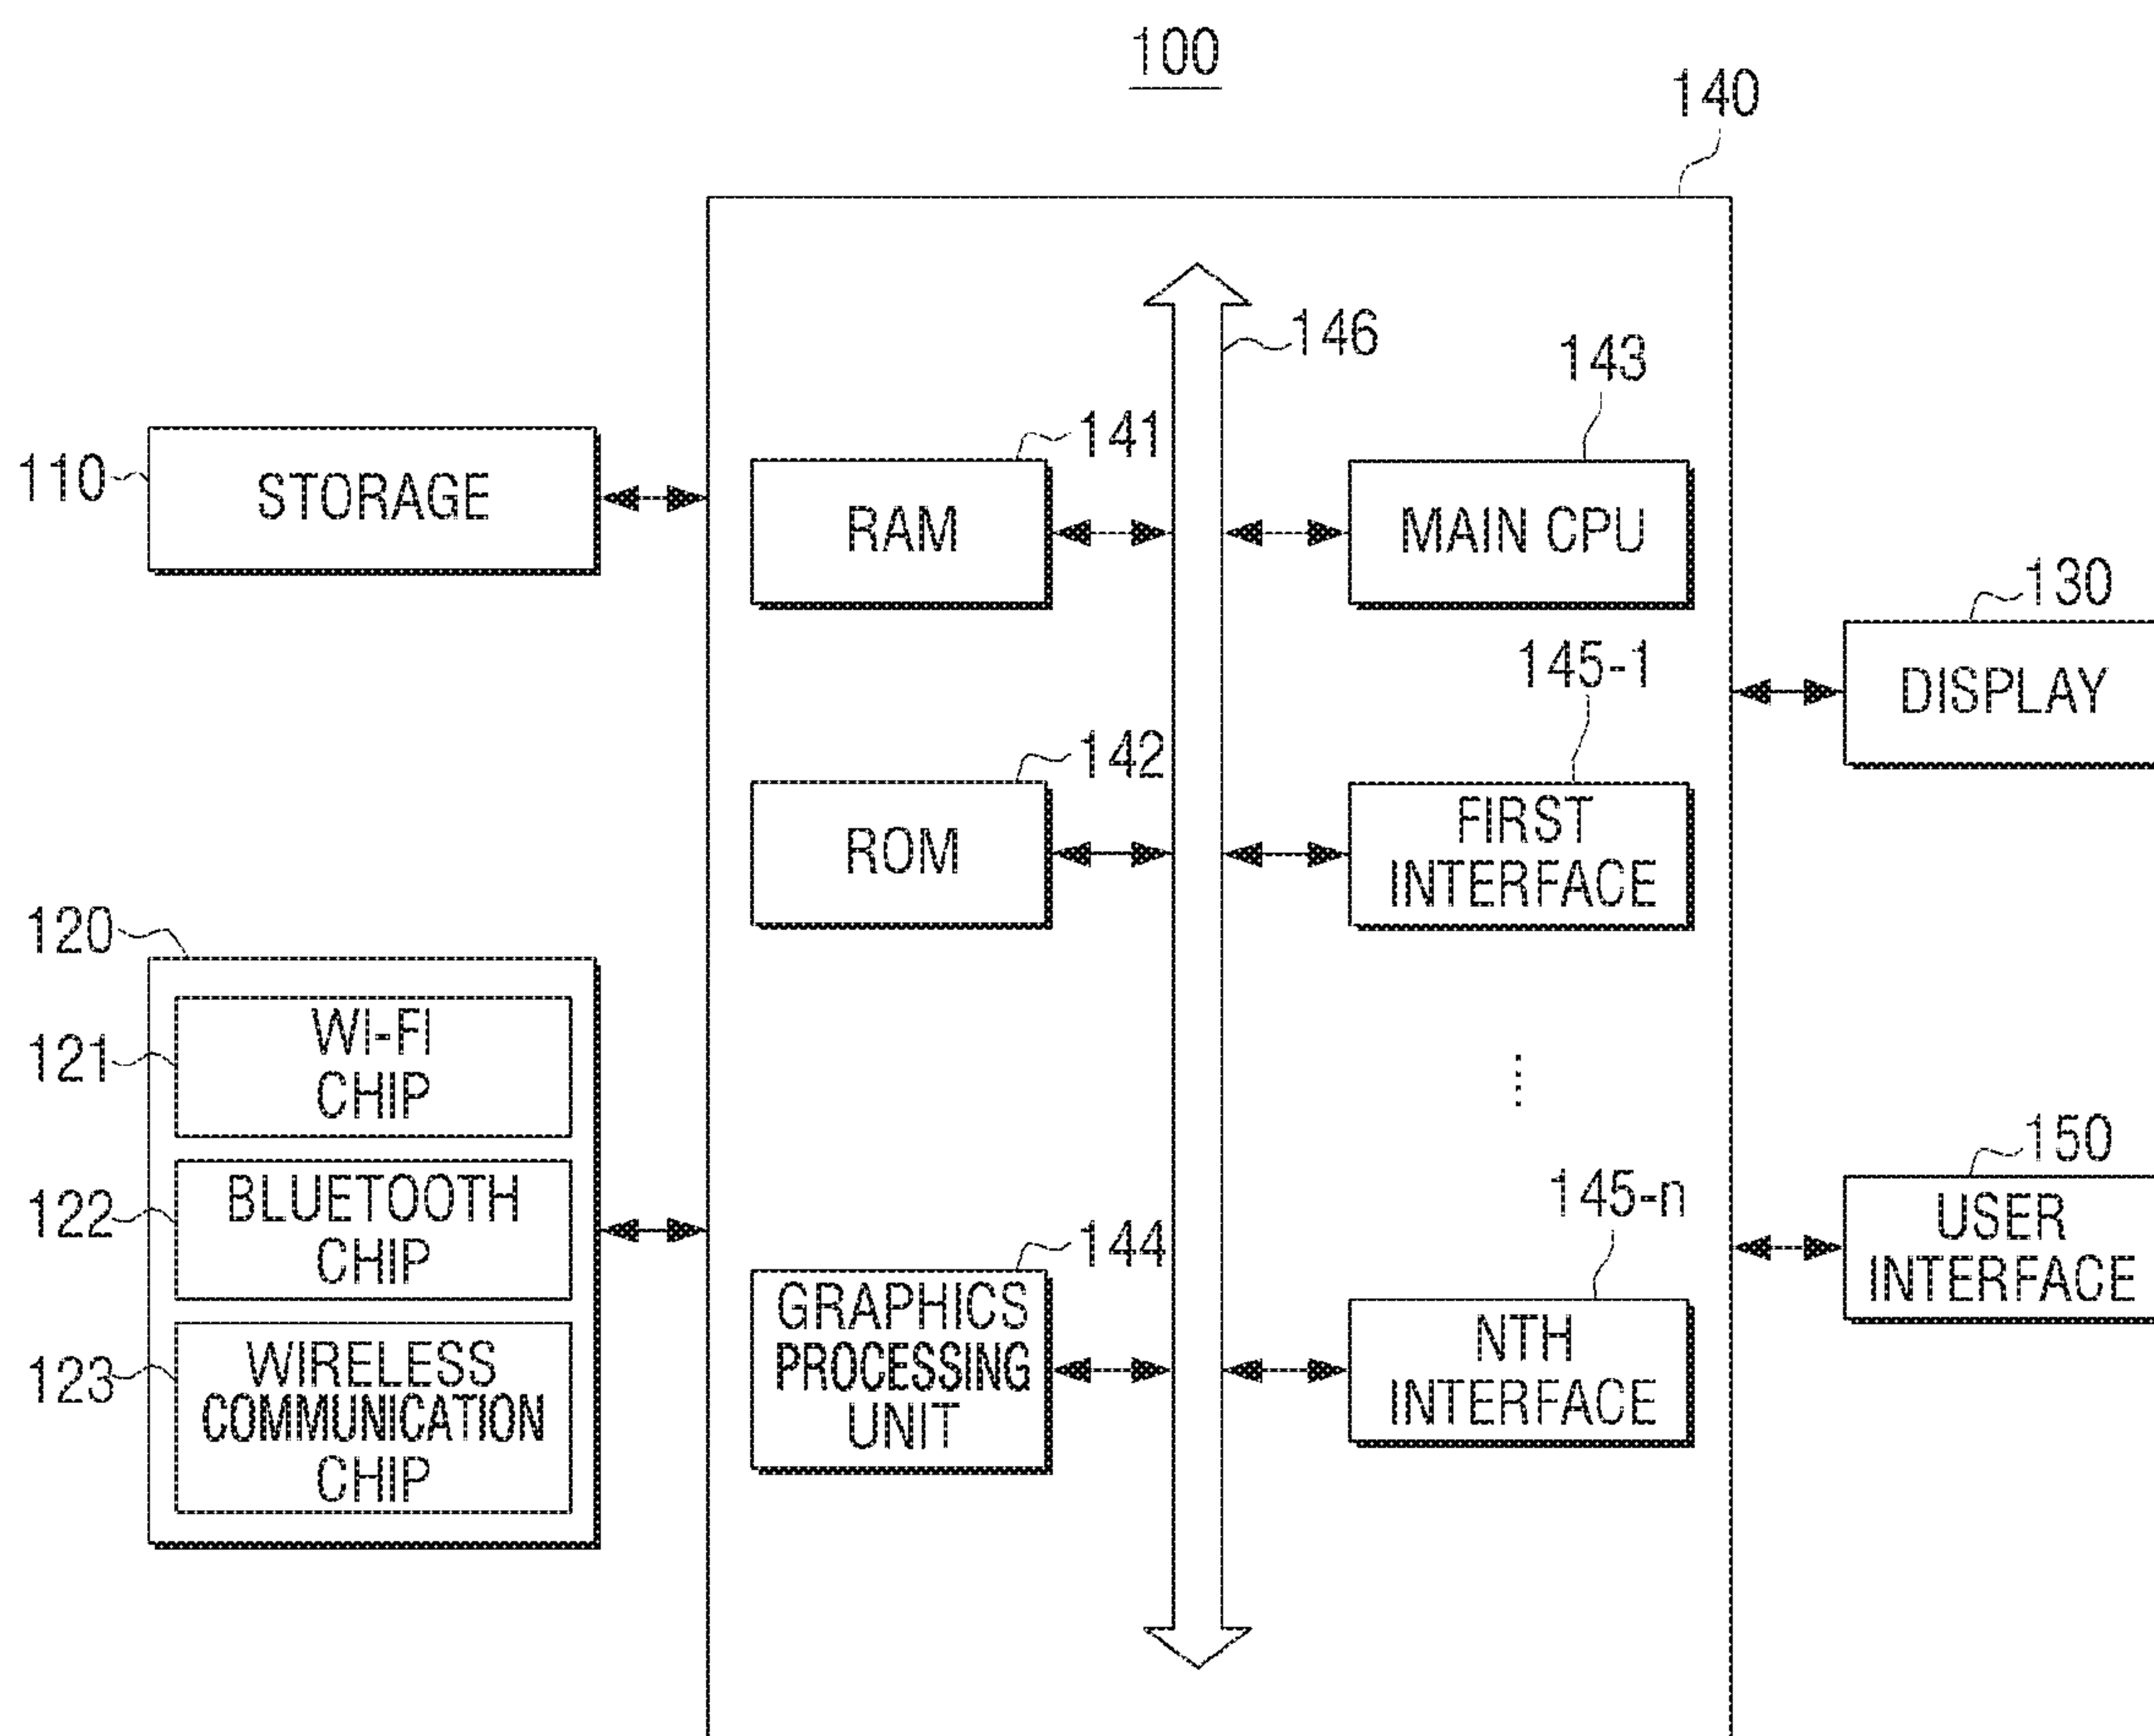 100
140
146
143
141
110
STORAGE
RAM
MAIN CPU
130
DISPLAY
145-1
142
ROM
FIRST
INTERFACE
120
121
WI-FI
CHIP
122
BLUETOOTH
CHIP
123
WIRELESS
COMMUNICATION
CHIP
144
GRAPHICS
PROCESSING
UNIT
145-n
NTH
INTERFACE
150
USER
INTERFACE